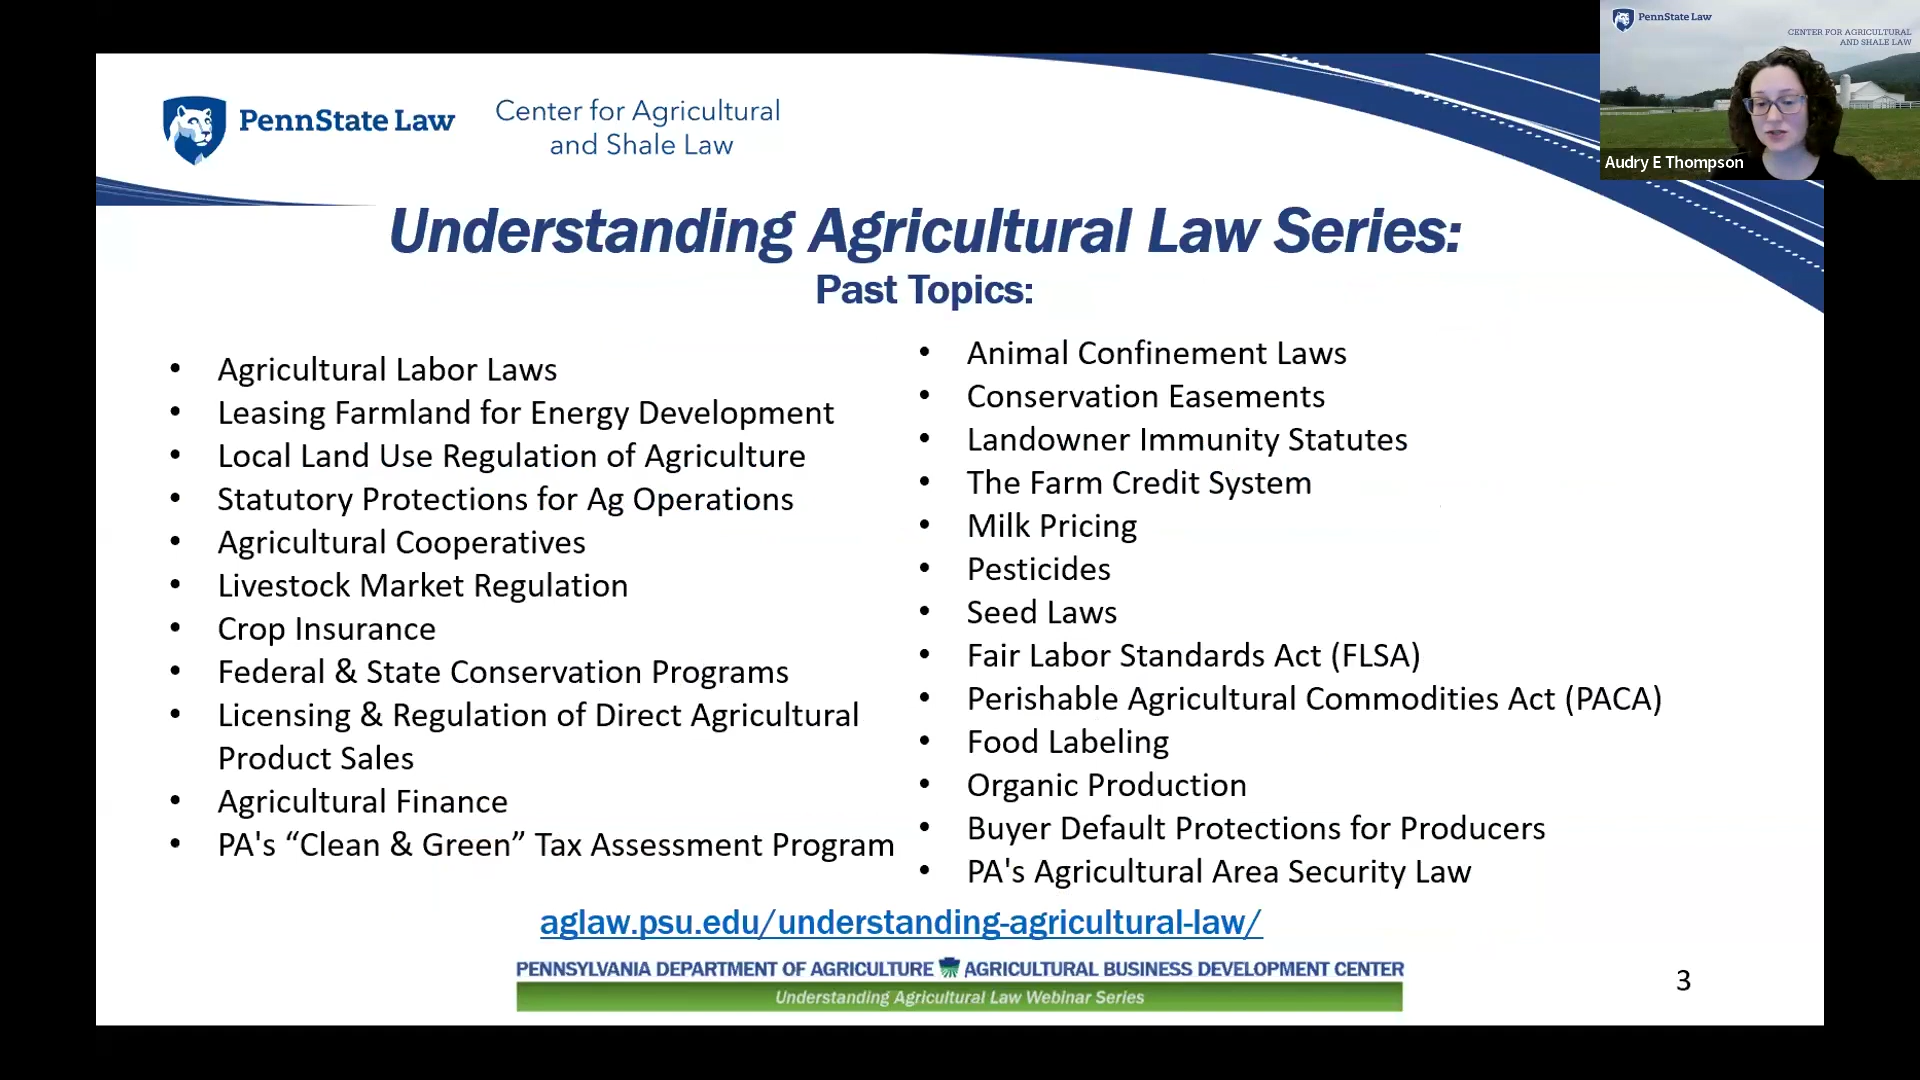 PennState Law
CENTER FOR AGRICULTURAL
AND SHALE LAW
Audry E Thompson
PennState Law
Center for Agricultural
and Shale Law
Understanding Agricultural Law Series:
Past Topics:
• Agricultural Labor Laws
• Leasing Farmland for Energy Development
• Local Land Use Regulation of Agriculture
• Statutory Protections for Ag Operations
• Agricultural Cooperatives
• Livestock Market Regulation
• Crop Insurance
• Federal & State Conservation Programs
• Licensing & Regulation of Direct Agricultural
Product Sales
• Agricultural Finance
• PA's “Clean & Green” Tax Assessment Program
• Animal Confinement Laws
• Conservation Easements
• Landowner Immunity Statutes
• The Farm Credit System
• Milk Pricing
• Pesticides
• Seed Laws
• Fair Labor Standards Act (FLSA)
• Perishable Agricultural Commodities Act (PACA)
• Food Labeling
• Organic Production
• Buyer Default Protections for Producers
• PA's Agricultural Area Security Law
aglaw.psu.edu/understanding-agricultural-law/
PENNSYLVANIA DEPARTMENT OF AGRICULTURE AGRICULTURAL BUSINESS DEVELOPMENT CENTER
Understanding Agricultural Law Webinar Series
3